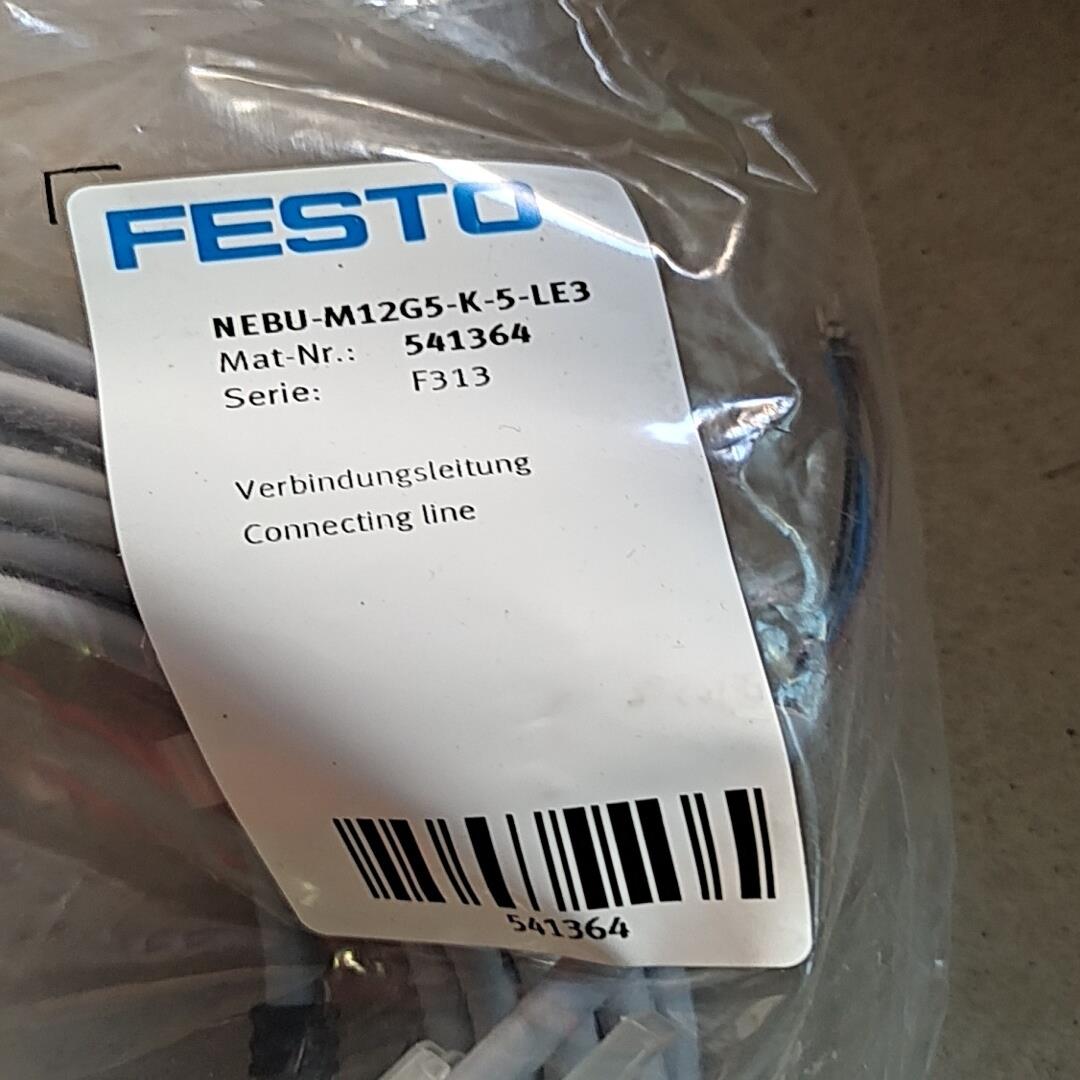 FESTO
NEBU-M12G5-K-5-LE3
Mat-Nr.: 541364
Serie: F313
Verbindungsleitung
Connecting line
541364